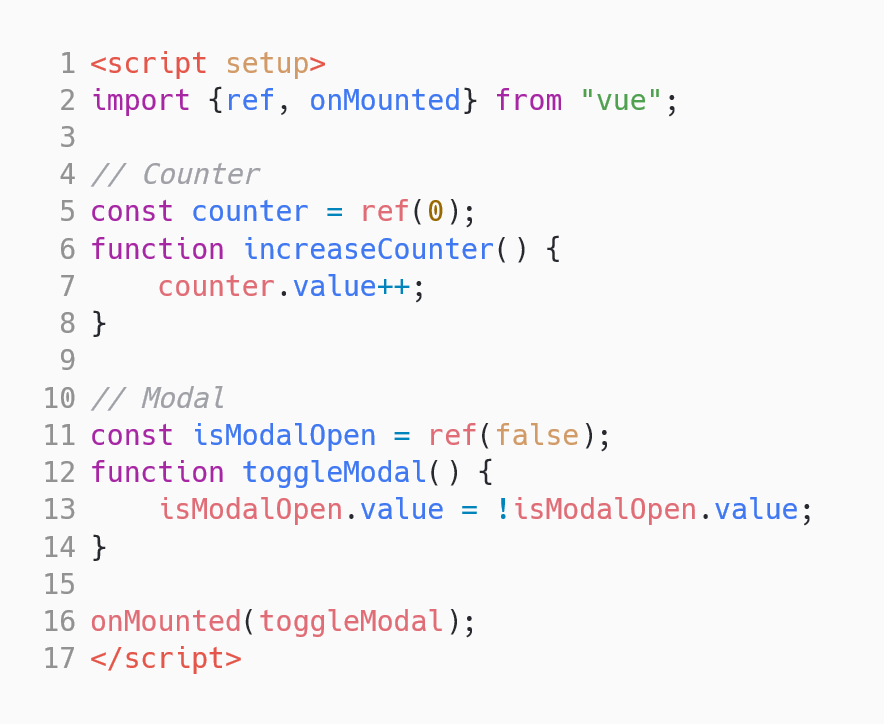 1 <script setup>
2 import {ref, onMounted} from "vue";
3
4 // Counter
5 const counter = ref(0);
6 function increaseCounter() {
7     counter.value++;
8 }
9
10 // Modal
11 const isModalOpen = ref(false);
12 function toggleModal() {
13     isModalOpen.value = !isModalOpen.value;
14 }
15
16 onMounted(toggleModal);
17 </script>